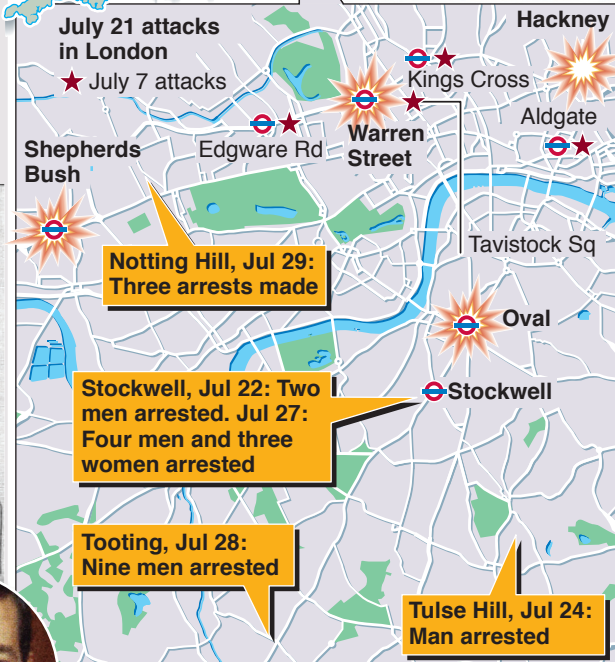 July 21 attacks
in London
★ July 7 attacks
Hackney
Kings Cross
Aldgate
Warren
Street
Edgware Rd
Shepherds
Bush
Tavistock Sq
Notting Hill, Jul 29:
Three arrests made
Oval
Stockwell, Jul 22: Two
men arrested. Jul 27:
Four men and three
women arrested
Stockwell
Tooting, Jul 28:
Nine men arrested
Tulse Hill, Jul 24:
Man arrested